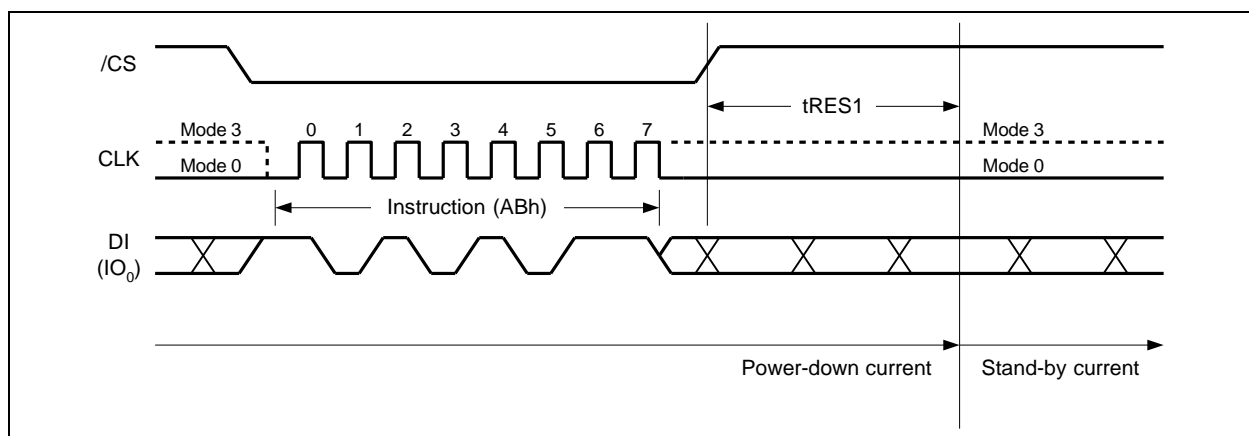 /CS
tRES1
0 1 2 3 4 5 6 7
Mode 3 Mode 3
CLK
Mode 0 Mode 0
Instruction (ABh)
DI
(IO₀)
Power-down current Stand-by current